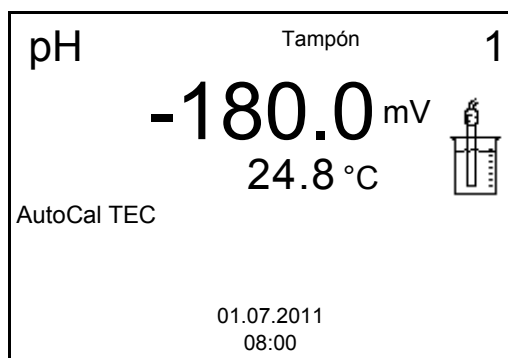 pH Tampón 1
-180.0 mV
24.8 °C
AutoCal TEC
01.07.2011
08:00